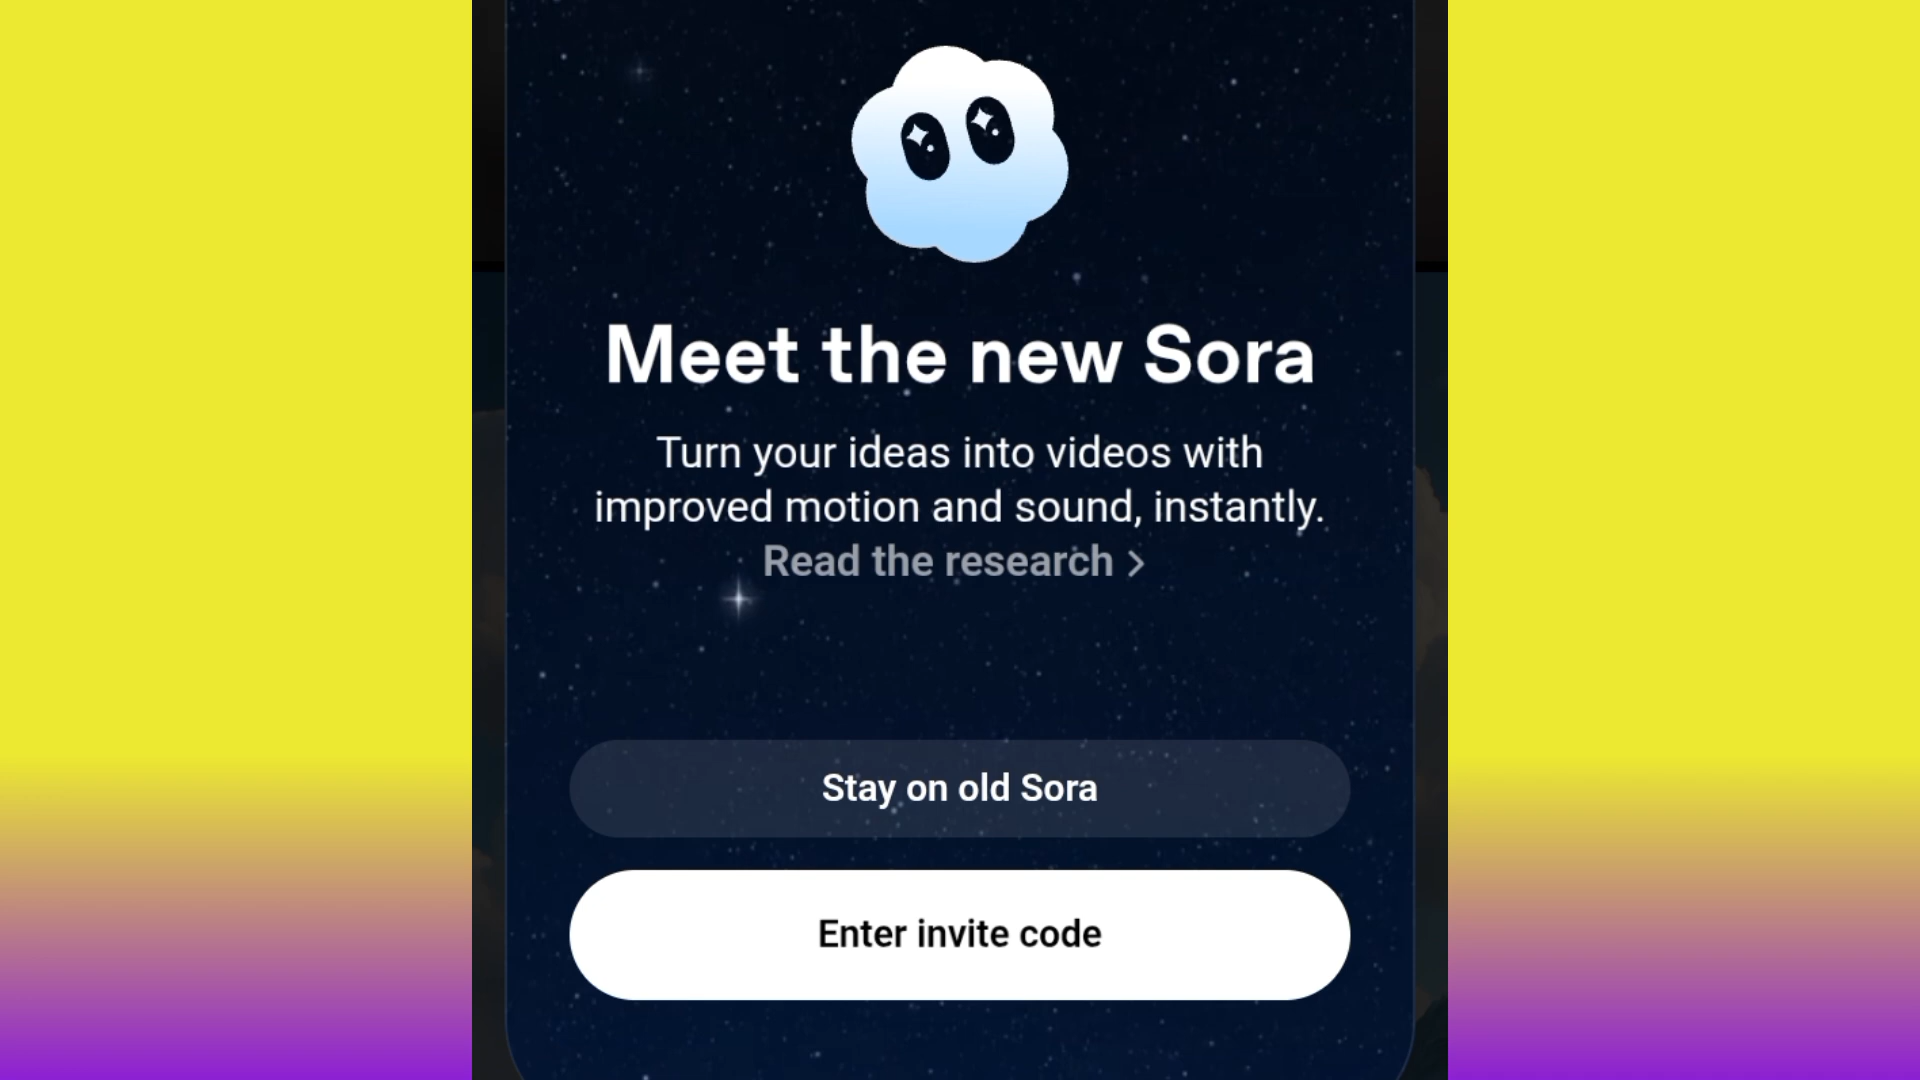 Meet the new Sora
Turn your ideas into videos with
improved motion and sound, instantly.
Read the research >
Stay on old Sora
Enter invite code